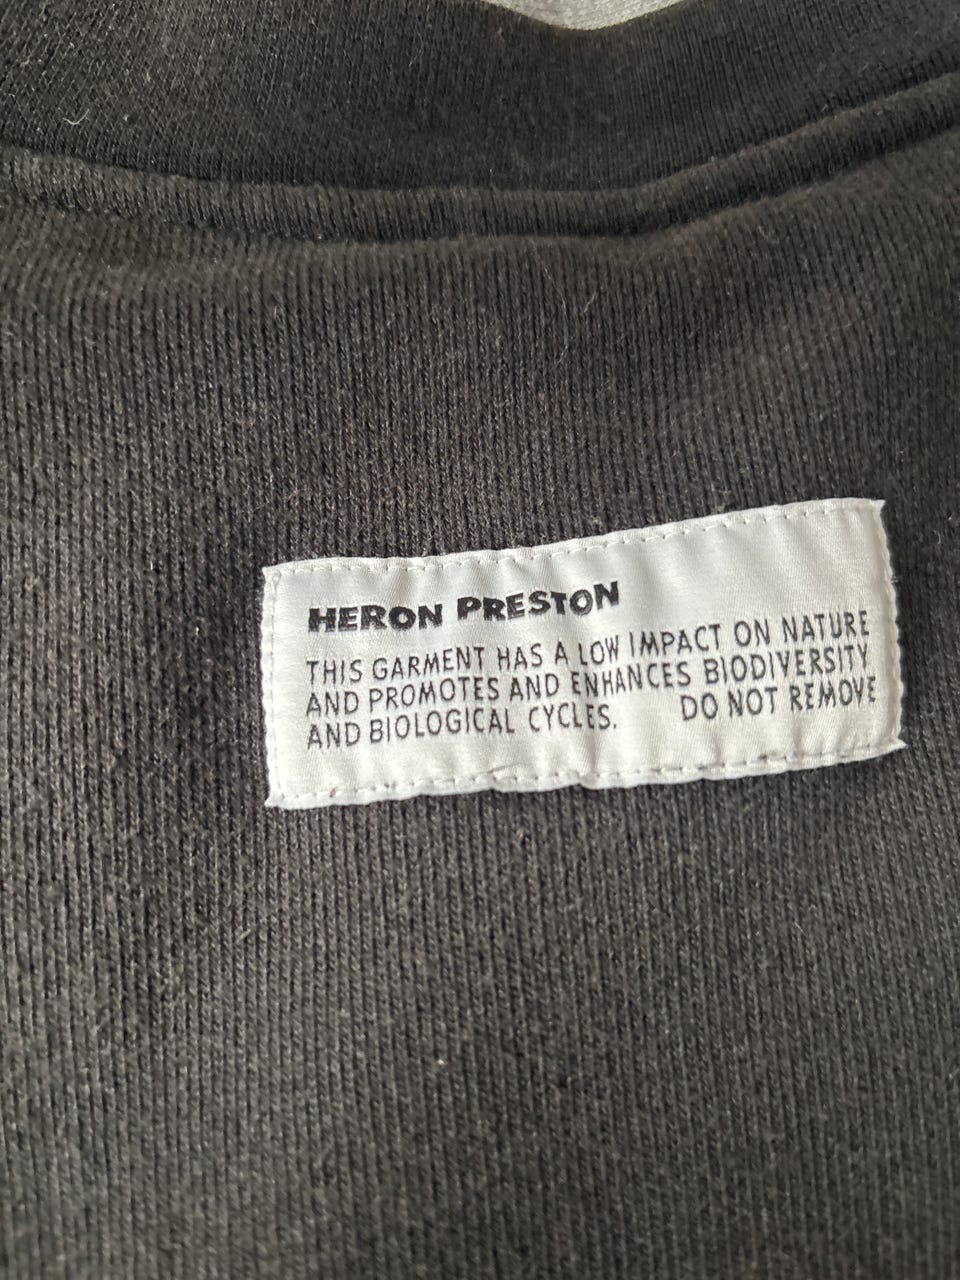 HERON PRESTON
THIS GARMENT HAS A LOW IMPACT ON NATURE
AND PROMOTES AND ENHANCES BIODIVERSITY
AND BIOLOGICAL CYCLES. DO NOT REMOVE